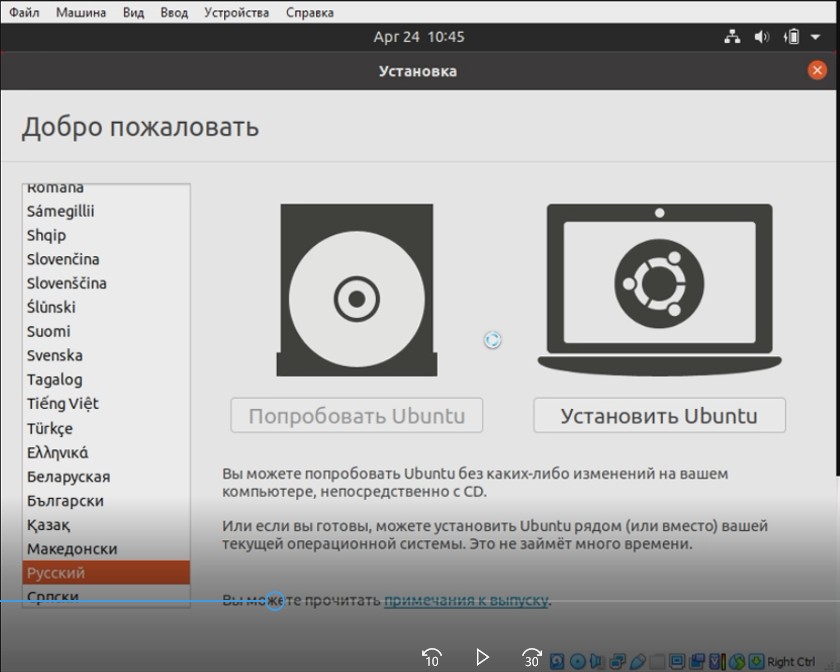 Файл Машина Вид Ввод Устройства Справка
Apr 24 10:45
Установка
Добро пожаловать
Română
Sámegillii
Shqip
Slovenčina
Slovenščina
Ślůnski
Suomi
Svenska
Tagalog
Tiếng Việt
Türkçe
Ελληνικά
Беларуская
Български
Қазақ
Македонски
Русский
Српски
Попробовать Ubuntu
Установить Ubuntu
Вы можете попробовать Ubuntu без каких-либо изменений на вашем
компьютере, непосредственно с CD.
Или если вы готовы, можете установить Ubuntu рядом (или вместо) вашей
текущей операционной системы. Это не займёт много времени.
Вы можете прочитать примечания к выпуску.
10
30
Right Ctrl